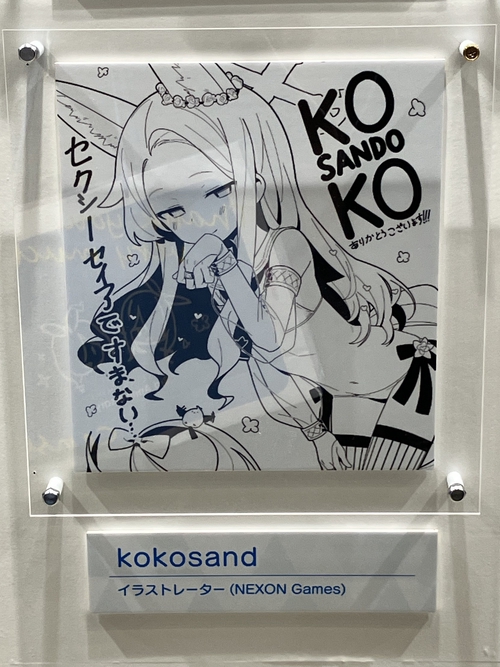 セクシーセイアですまない…
KO
SANDO
KO
ありがとうございます!!!
kokosand
イラストレーター (NEXON Games)